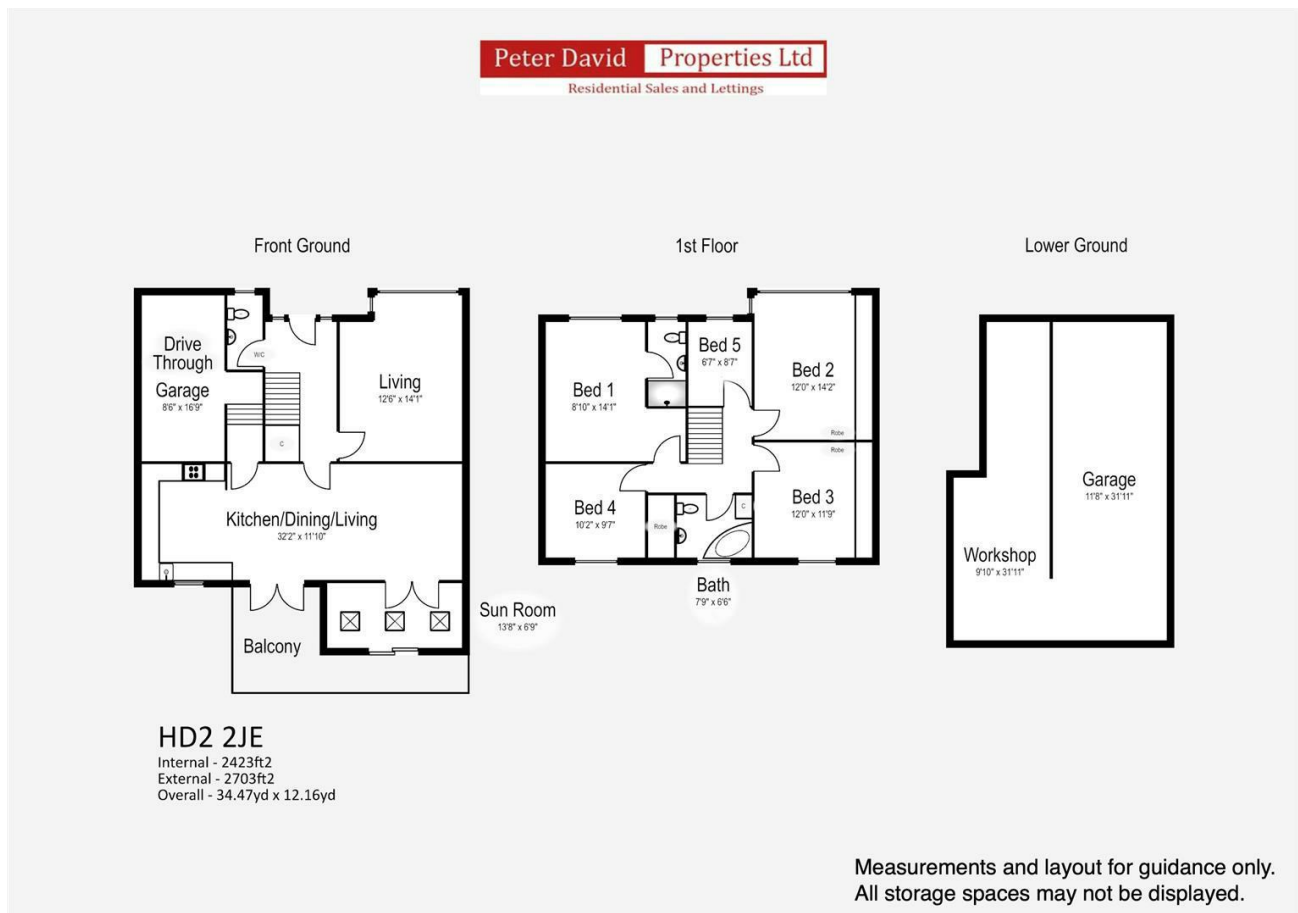 Peter David Properties Ltd
Residential Sales and Lettings
Front Ground
Drive
Through
Garage
8'6" x 16'9"
W/C
Living
12'6" x 14'1"
C
Kitchen/Dining/Living
32'2" x 11'10"
Sun Room
13'8" x 6'9"
Balcony
1st Floor
Bed 1
8'10" x 14'1"
Bed 5
6'7" x 8'7"
Bed 2
12'0" x 14'2"
Robe
Robe
Bed 4
10'2" x 9'7"
Robe
C
Bed 3
12'0" x 11'9"
Bath
7'9" x 6'6"
Lower Ground
Garage
11'8" x 31'11"
Workshop
9'10" x 31'11"
HD2 2JE
Internal - 2423ft2
External - 2703ft2
Overall - 34.47yd x 12.16yd
Measurements and layout for guidance only.
All storage spaces may not be displayed.